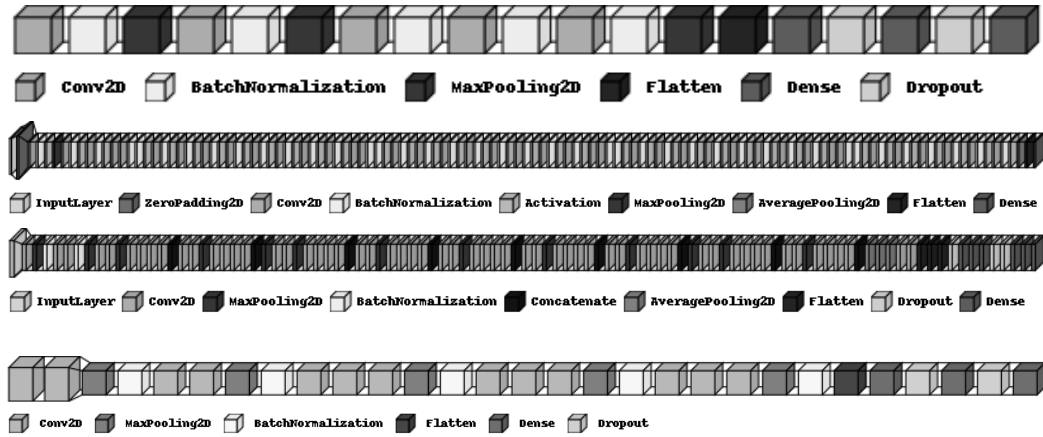 Conv2D BatchNormalization MaxPooling2D Flatten Dense Dropout
InputLayer ZeroPadding2D Conv2D BatchNormalization Activation MaxPooling2D AveragePooling2D Flatten Dense
InputLayer Conv2D MaxPooling2D BatchNormalization Concatenate AveragePooling2D Flatten Dropout Dense
Conv2D MaxPooling2D BatchNormalization Flatten Dense Dropout